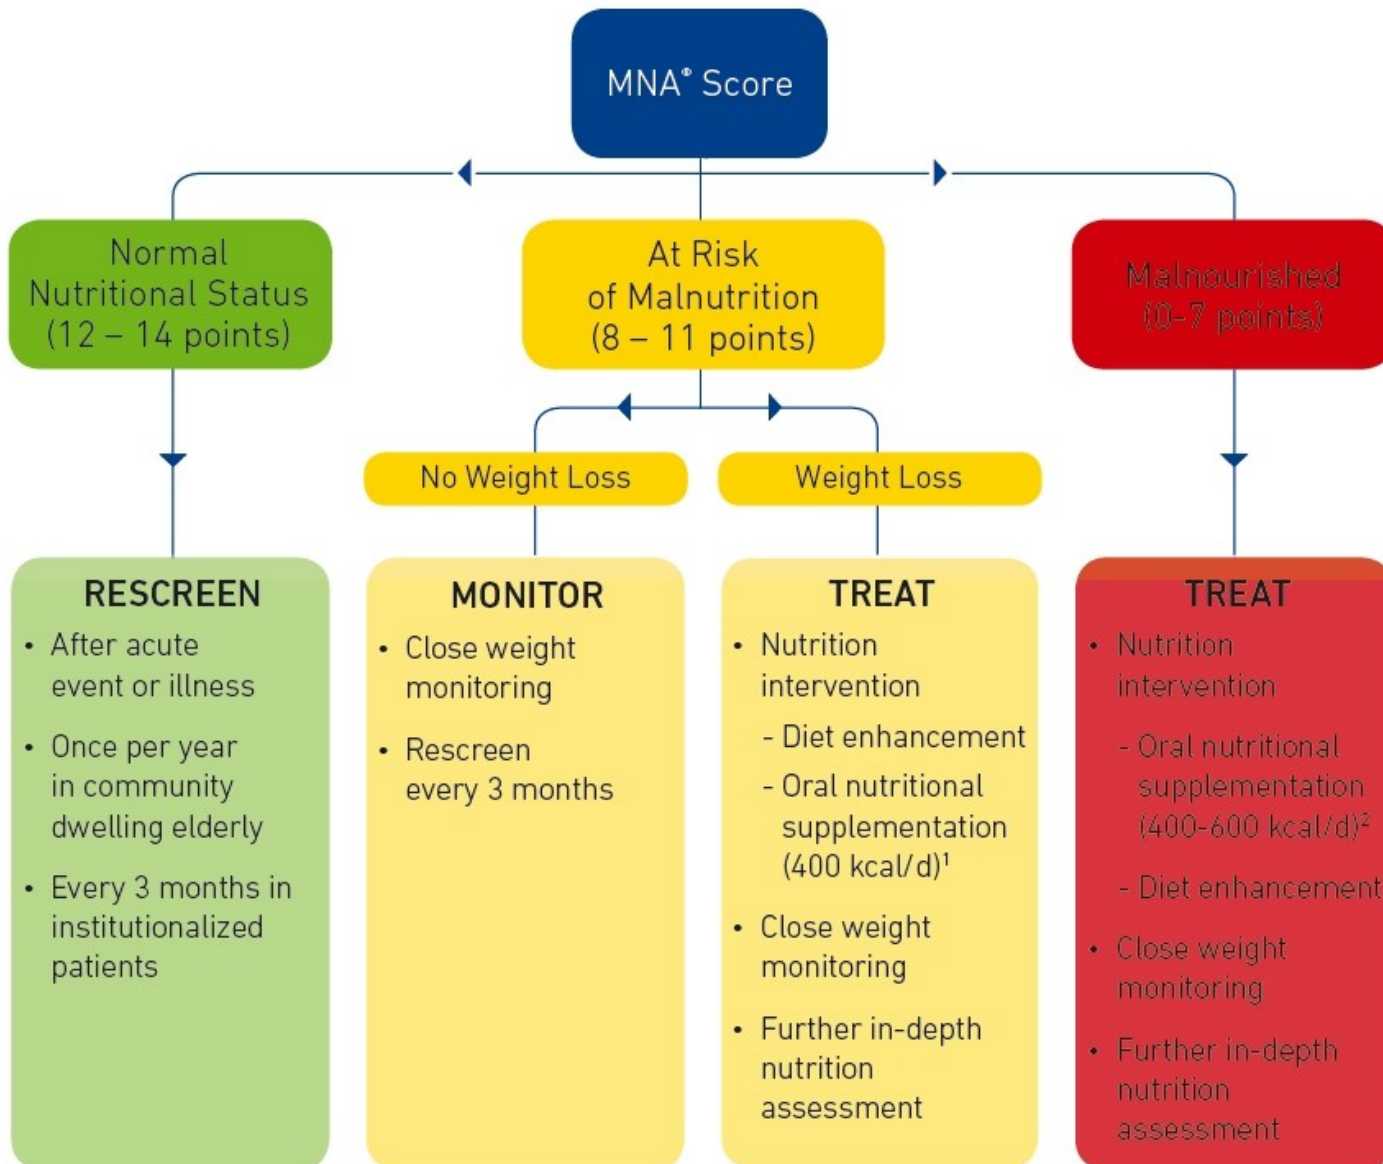 MNA® Score
Normal
Nutritional Status
(12 – 14 points)
At Risk
of Malnutrition
(8 – 11 points)
Malnourished
(0-7 points)
No Weight Loss
Weight Loss
RESCREEN
• After acute
event or illness
• Once per year
in community
dwelling elderly
• Every 3 months in
institutionalized
patients
MONITOR
• Close weight
monitoring
• Rescreen
every 3 months
TREAT
• Nutrition
intervention
- Diet enhancement
- Oral nutritional
supplementation
(400 kcal/d)¹
• Close weight
monitoring
• Further in-depth
nutrition
assessment
TREAT
• Nutrition
intervention
- Oral nutritional
supplementation
(400-600 kcal/d)²
- Diet enhancement
• Close weight
monitoring
• Further in-depth
nutrition
assessment